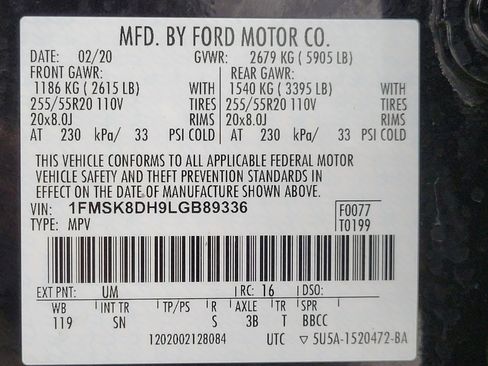 MFD. BY FORD MOTOR CO.
DATE: 02/20 GVWR: 2679 KG ( 5905 LB)
FRONT GAWR: REAR GAWR:
1186 KG ( 2615 LB) WITH 1540 KG ( 3395 LB) WITH
255/55R20 110V TIRES 255/55R20 110V TIRES
20x8.0J RIMS 20x8.0J RIMS
AT 230 kPa/ 33 PSI COLD AT 230 kPa/ 33 PSI COLD
THIS VEHICLE CONFORMS TO ALL APPLICABLE FEDERAL MOTOR
VEHICLE SAFETY AND THEFT PREVENTION STANDARDS IN
EFFECT ON THE DATE OF MANUFACTURE SHOWN ABOVE.
VIN: 1FMSK8DH9LGB89336 F0077
TYPE: MPV T0199
EXT PNT: UM RC: 16 DSO:
WB INT TR TP/PS R AXLE TR SPR
119 SN S 3B T BBCC
1202002128084 UTC ▽ 5U5A-1520472-BA